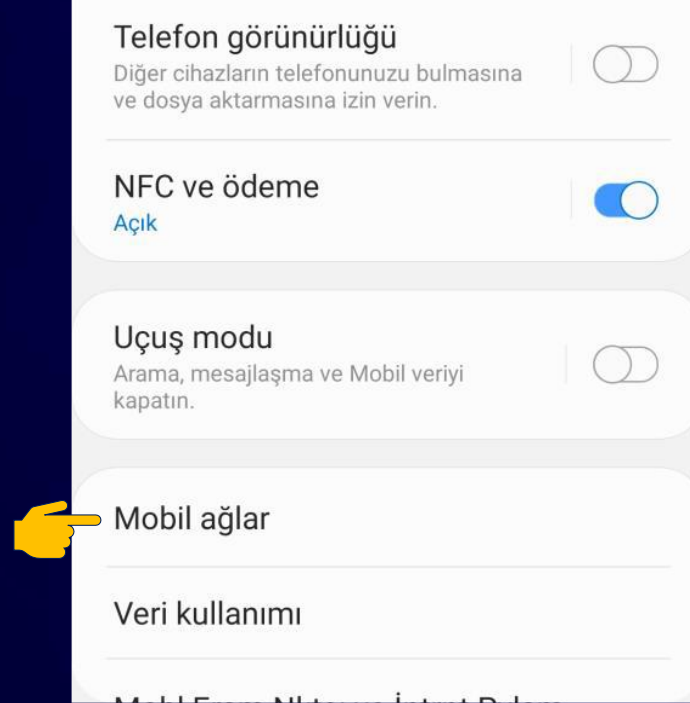 Telefon görünürlüğü
Diğer cihazların telefonunuzu bulmasına
ve dosya aktarmasına izin verin.
NFC ve ödeme
Açık
Uçuş modu
Arama, mesajlaşma ve Mobil veriyi
kapatın.
Mobil ağlar
Veri kullanımı